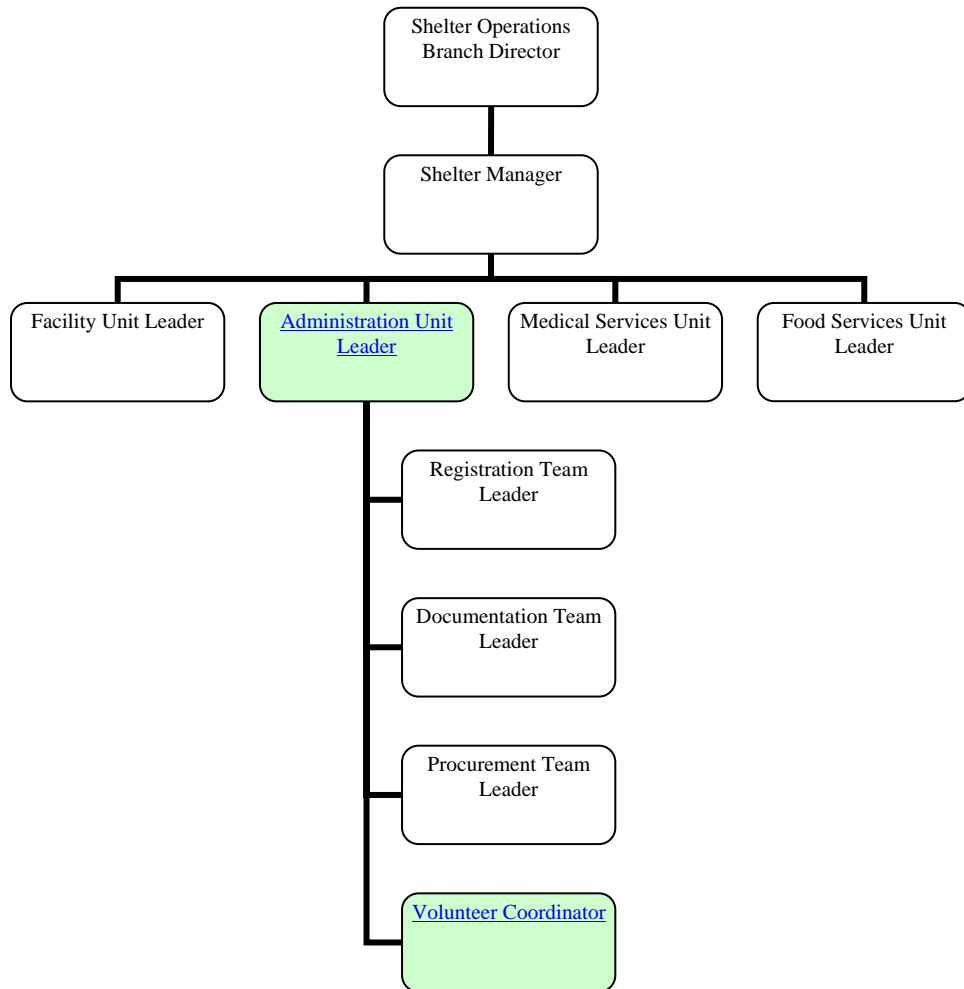 Shelter Operations
Branch Director
Shelter Manager
Facility Unit Leader
Administration Unit
Leader
Medical Services Unit
Leader
Food Services Unit
Leader
Registration Team
Leader
Documentation Team
Leader
Procurement Team
Leader
Volunteer Coordinator